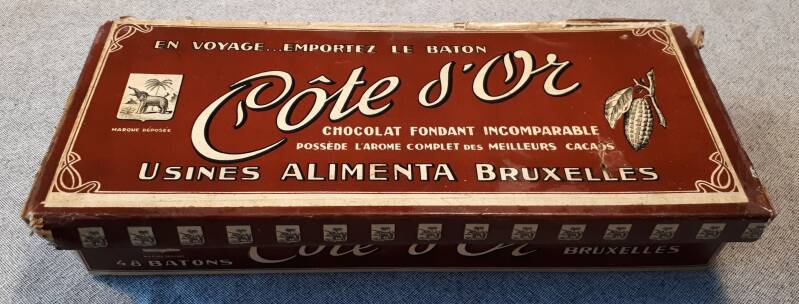 EN VOYAGE...EMPORTEZ LE BATON
Côte d'Or
MARQUE DÉPOSÉE
CHOCOLAT FONDANT INCOMPARABLE
POSSÈDE L'AROME COMPLET DES MEILLEURS CACAOS
USINES ALIMENTA BRUXELLES
48 BATONS
Côte d'Or
BRUXELLES